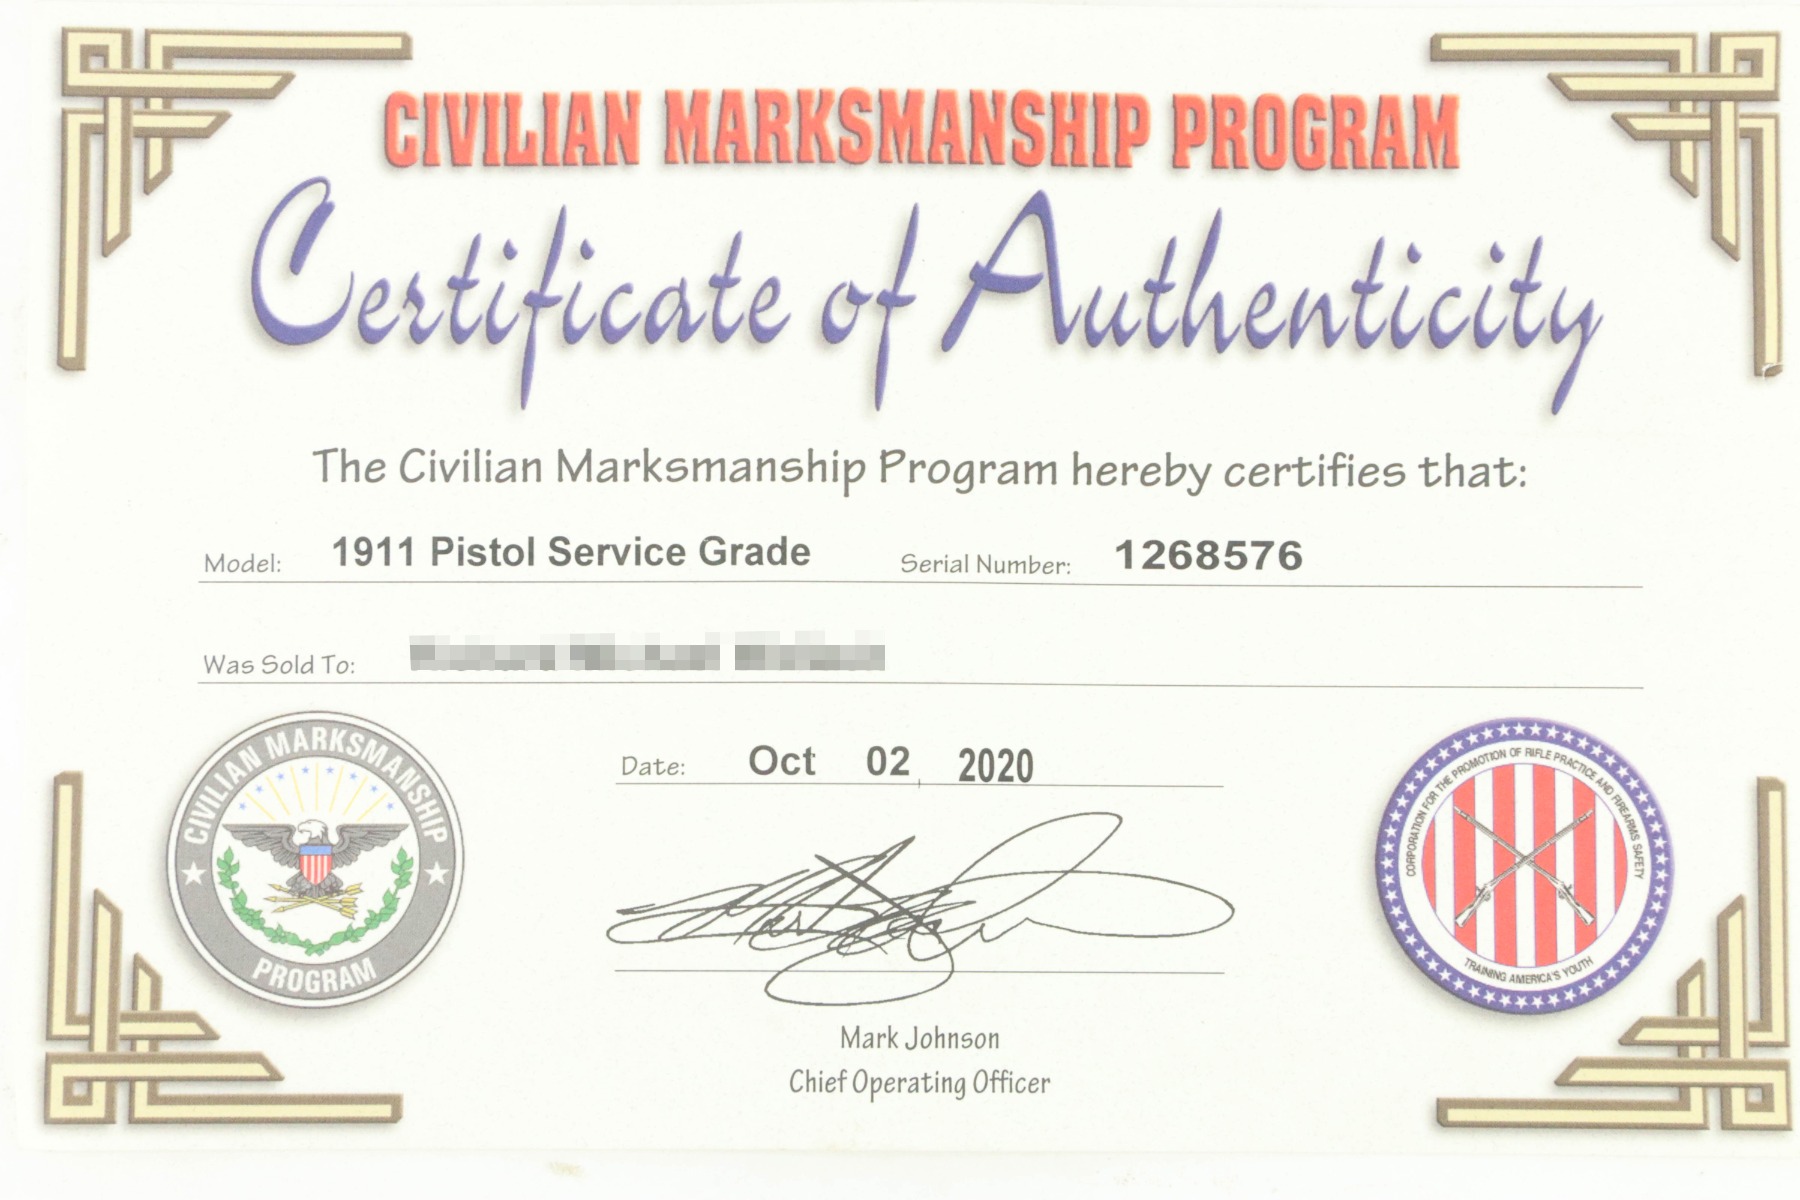 CIVILIAN MARKSMANSHIP PROGRAM
Certificate of Authenticity
The Civilian Marksmanship Program hereby certifies that:
Model: 1911 Pistol Service Grade Serial Number: 1268576
Was Sold To:
CIVILIAN MARKSMANSHIP PROGRAM
Date: Oct 02, 2020
CORPORATION FOR THE PROMOTION OF RIFLE PRACTICE AND FIREARMS SAFETY
TRAINING AMERICA'S YOUTH
Mark Johnson
Chief Operating Officer